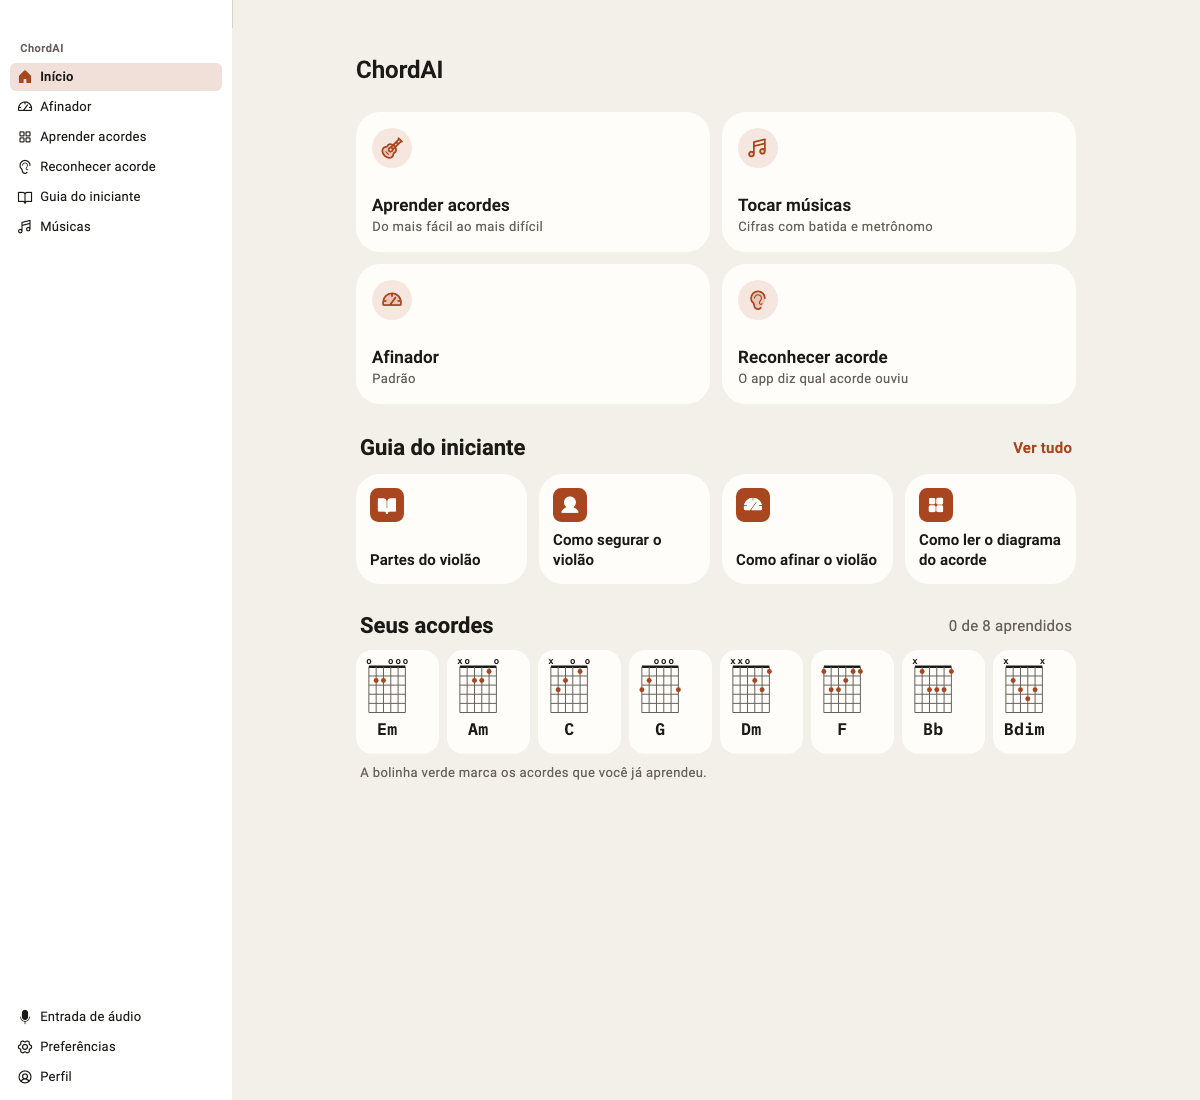 ChordAI
Início
Afinador
Aprender acordes
Reconhecer acorde
Guia do iniciante
Músicas
Entrada de áudio
Preferências
Perfil
ChordAI
Aprender acordes
Do mais fácil ao mais difícil
Tocar músicas
Cifras com batida e metrônomo
Afinador
Padrão
Reconhecer acorde
O app diz qual acorde ouviu
Guia do iniciante
Ver tudo
Partes do violão
Como segurar o
violão
Como afinar o violão
Como ler o diagrama
do acorde
Seus acordes
0 de 8 aprendidos
o ooo
xo o
x o o
ooo
xxo
x
x x
Em
Am
C
G
Dm
F
Bb
Bdim
A bolinha verde marca os acordes que você já aprendeu.